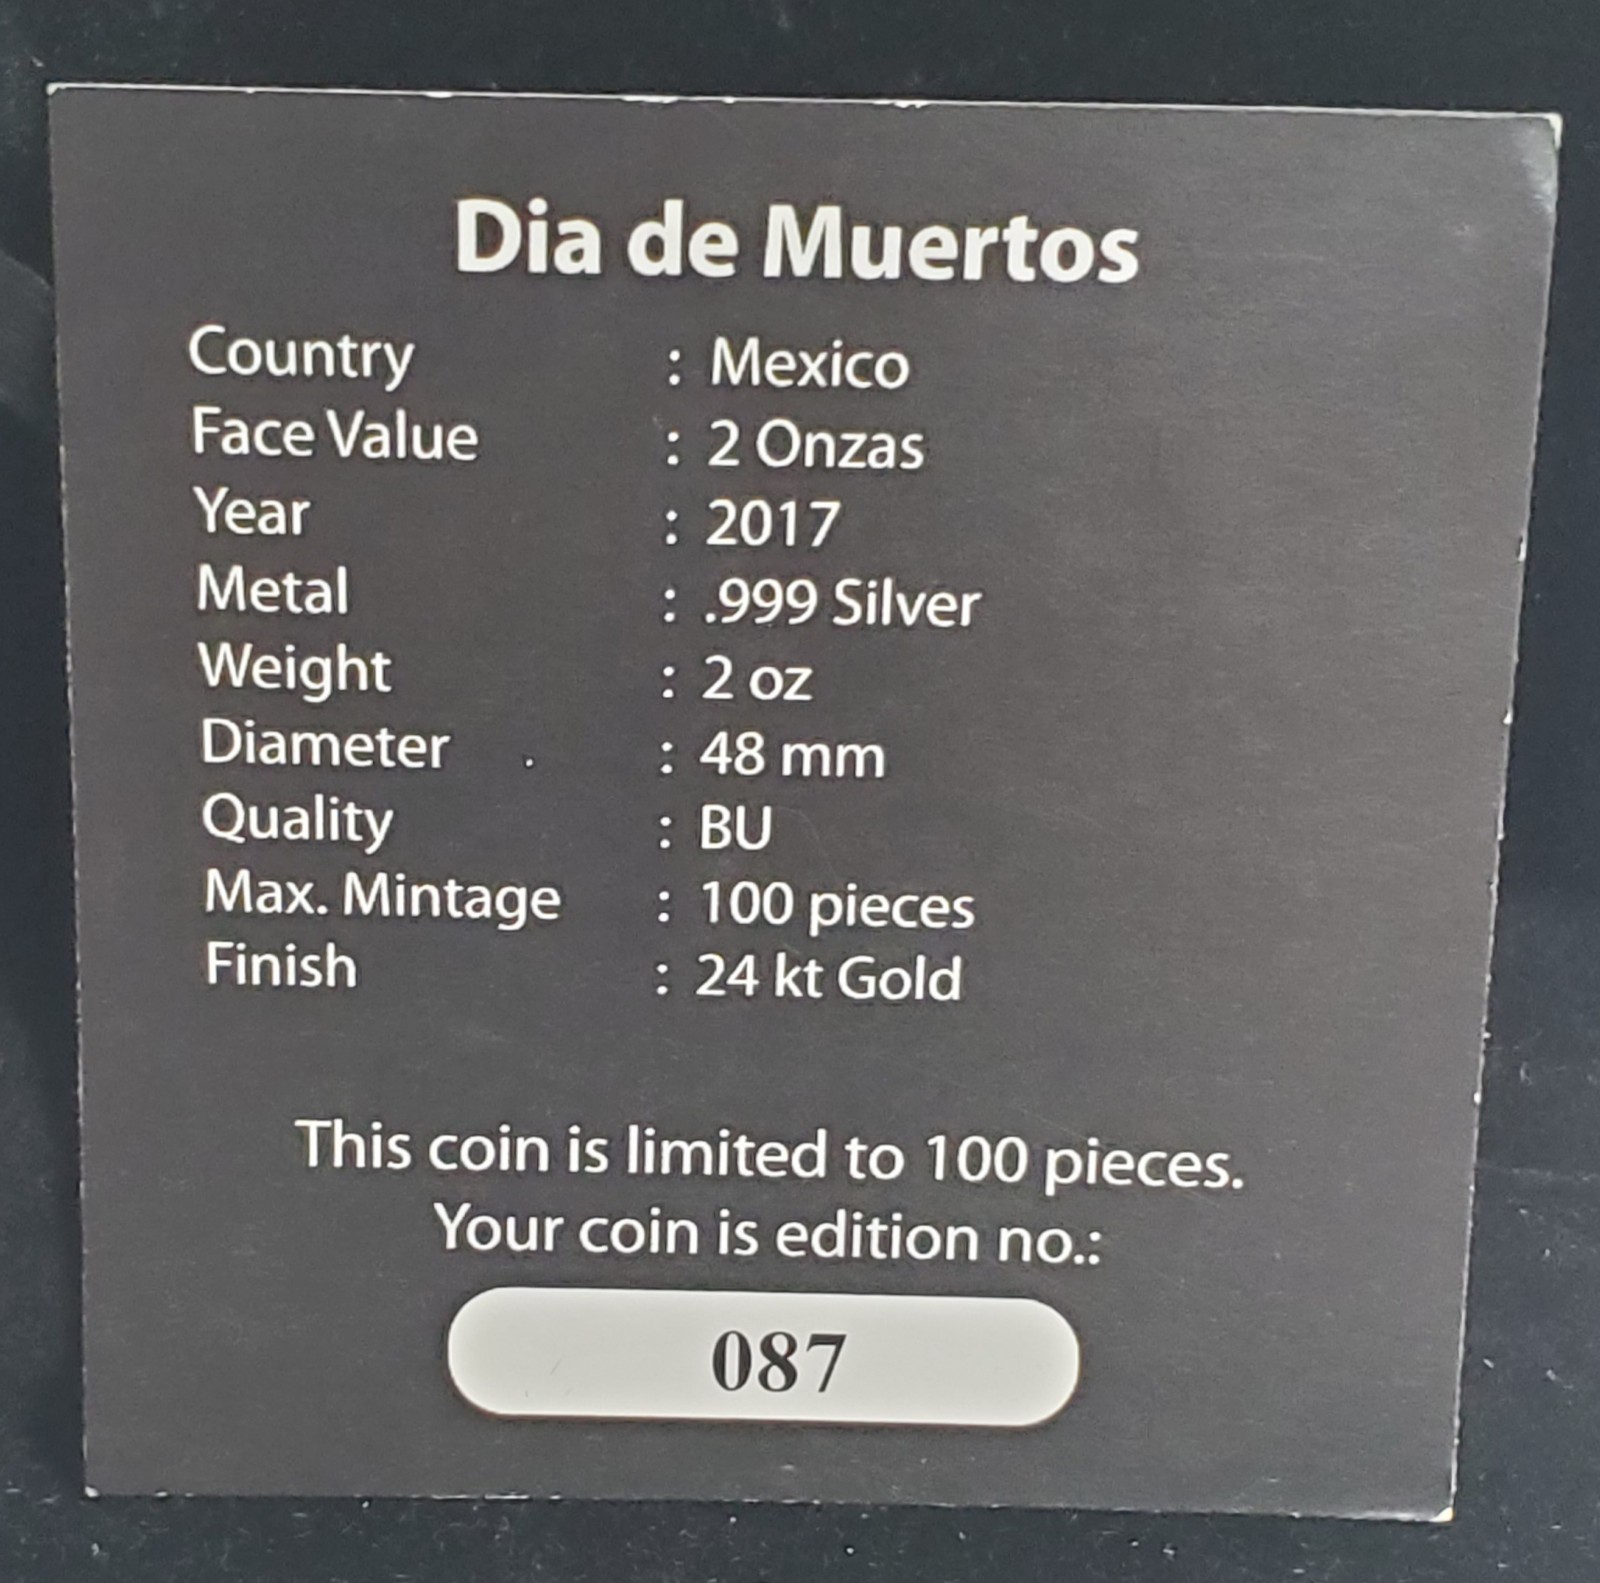 Dia de Muertos
Country : Mexico
Face Value : 2 Onzas
Year : 2017
Metal : .999 Silver
Weight : 2 oz
Diameter : 48 mm
Quality : BU
Max. Mintage : 100 pieces
Finish : 24 kt Gold
This coin is limited to 100 pieces.
Your coin is edition no.:
087